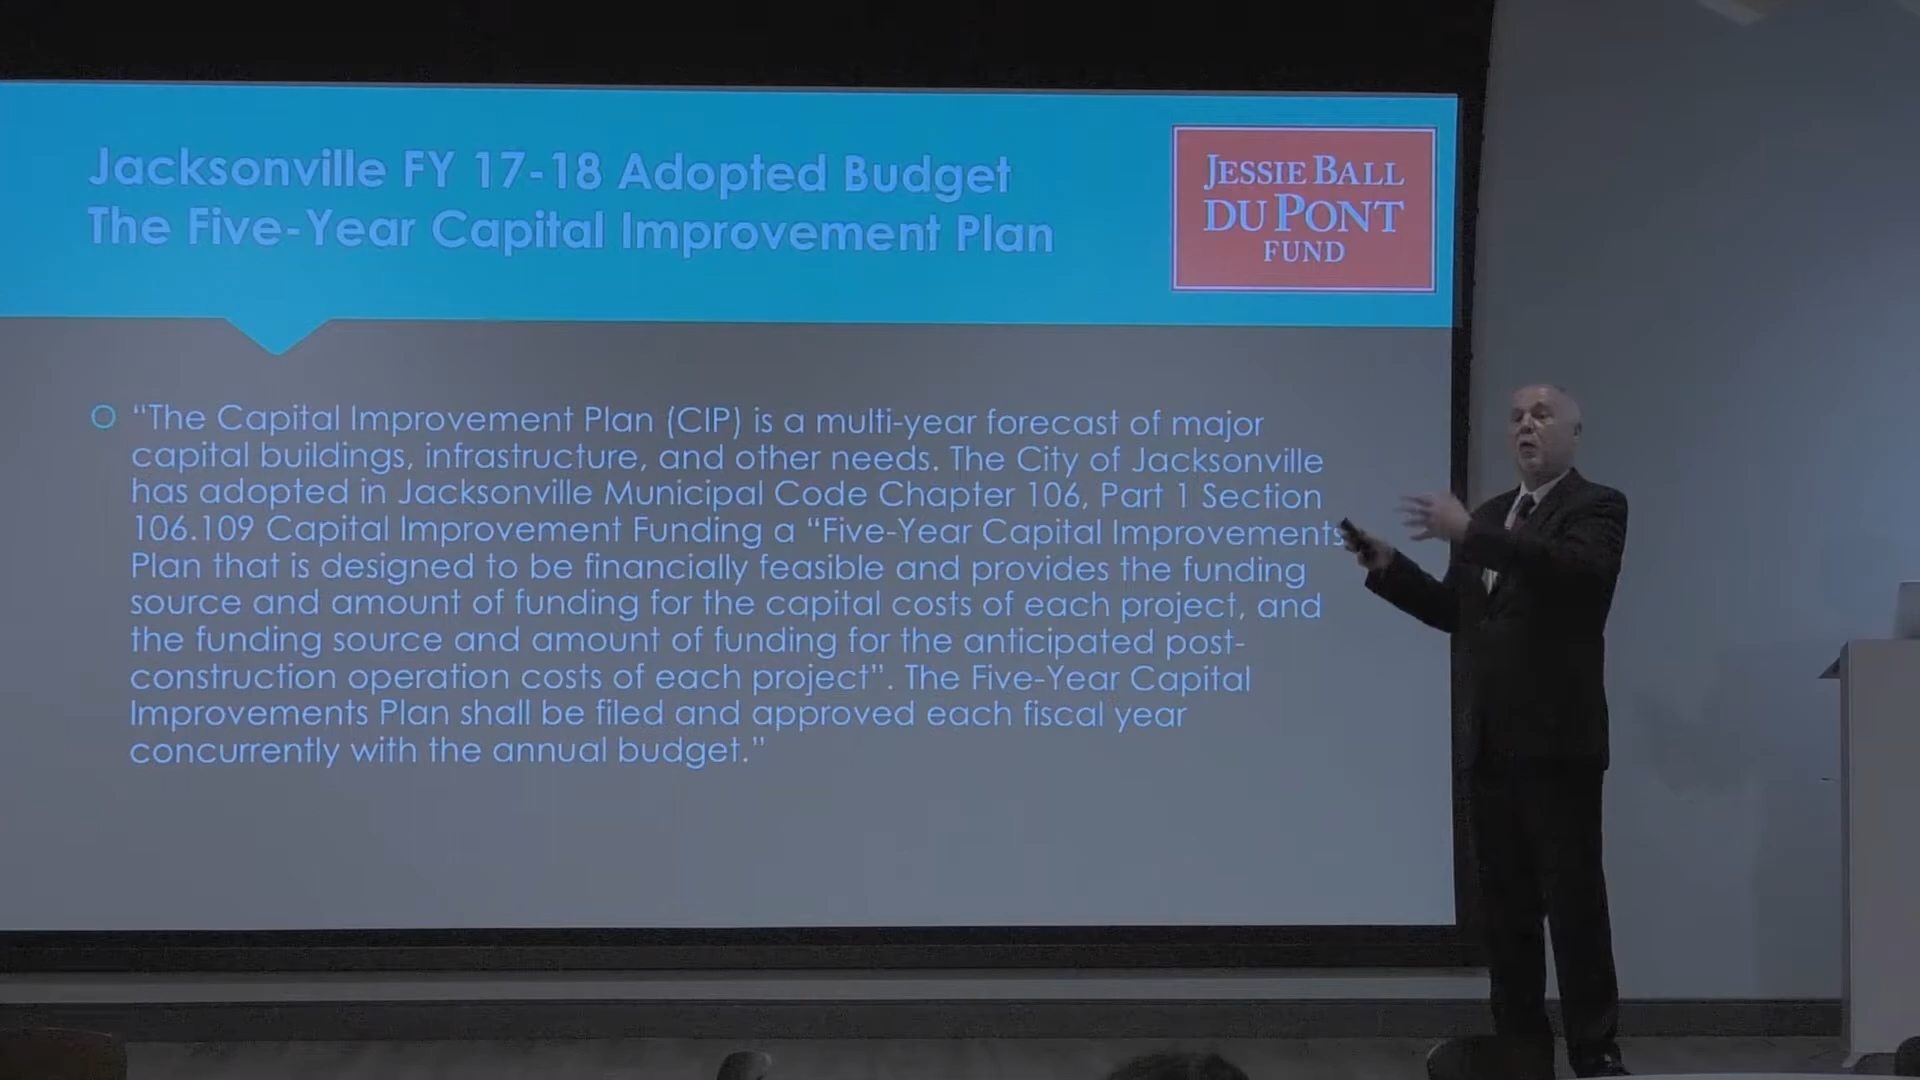 Jacksonville FY 17-18 Adopted Budget
The Five-Year Capital Improvement Plan
JESSIE BALL
DU PONT
FUND
“The Capital Improvement Plan (CIP) is a multi-year forecast of major
capital buildings, infrastructure, and other needs. The City of Jacksonville
has adopted in Jacksonville Municipal Code Chapter 106, Part 1 Section
106.109 Capital Improvement Funding a “Five-Year Capital Improvements
Plan that is designed to be financially feasible and provides the funding
source and amount of funding for the capital costs of each project, and
the funding source and amount of funding for the anticipated post-
construction operation costs of each project”. The Five-Year Capital
Improvements Plan shall be filed and approved each fiscal year
concurrently with the annual budget.”